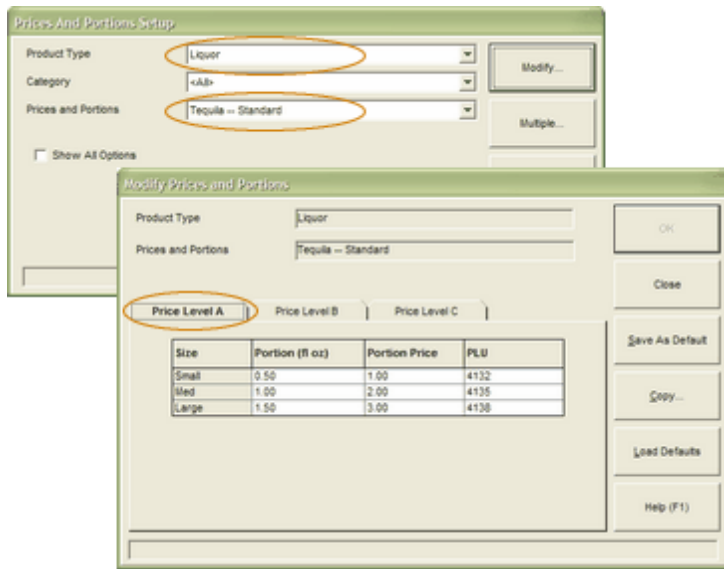 Prices And Portions Setup
Product Type Liquor
Modify...
Category <All>
Prices and Portions Tequila -- Standard
Multiple...
Show All Options
Modify Prices and Portions
Product Type Liquor
OK
Prices and Portions Tequila -- Standard
Close
Price Level A Price Level B Price Level C
Save As Default
Size Portion (fl oz) Portion Price PLU
Small 0.50 1.00 4132
Med 1.00 2.00 4135
Large 1.50 3.00 4138
Copy...
Load Defaults
Help (F1)